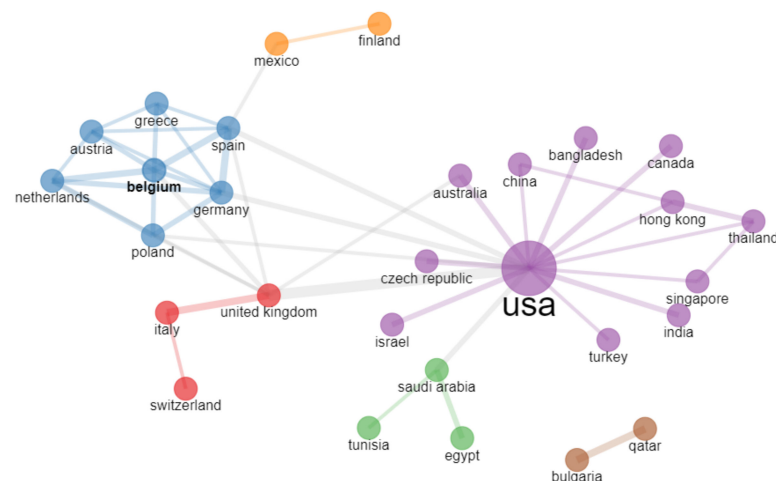 finland
mexico
greece
spain
austria
bangladesh
canada
china
belgium
australia
netherlands
germany
hong kong
thailand
poland
czech republic
usa
singapore
united kingdom
italy
israel
india
turkey
saudi arabia
switzerland
tunisia
egypt
qatar
bulgaria